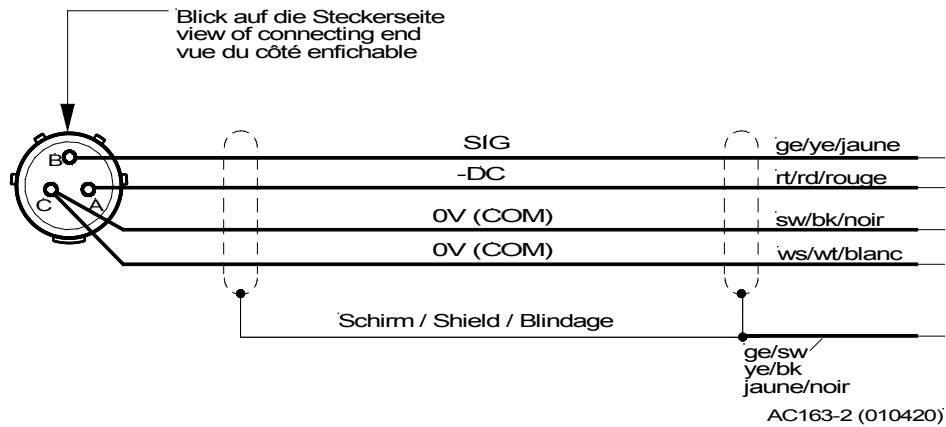 Blick auf die Steckerseite
view of connecting end
vue du côté enfichable
B
C
A
SIG
ge/ye/jaune
-DC
rt/rd/rouge
0V (COM)
sw/bk/noir
0V (COM)
ws/wt/blanc
Schirm / Shield / Blindage
ge/sw
ye/bk
jaune/noir
AC163-2 (010420)